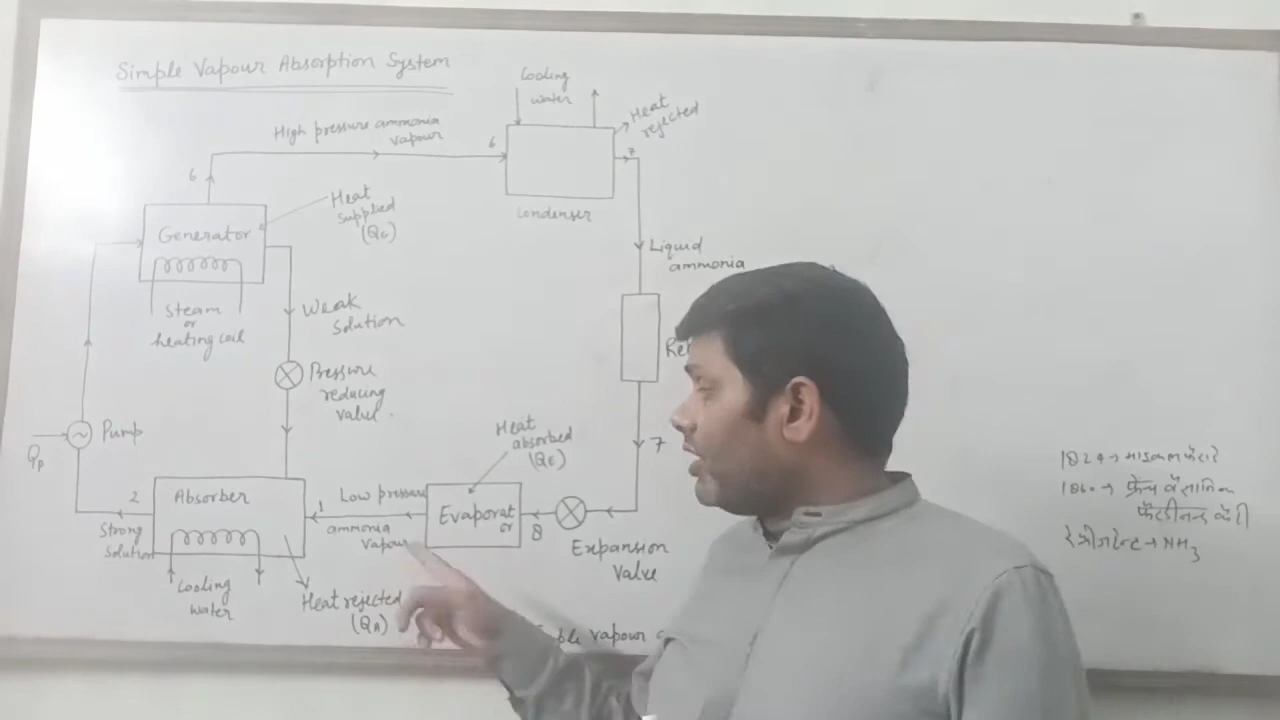 Simple Vapour Absorption System
Cooling
water
Heat
rejected
High pressure ammonia
vapour
6
6
7
Condenser
Heat
supplied
(QG)
Generator
Steam
or
heating coil
Liquid
ammonia
Weak
Solution
Pressure
reducing
valve.
7
Pump
Qp
Heat
absorbed
(QE)
2
Absorber
1
Low pressure
ammonia
vapour
Evaporat
or
8
Expansion
Valve
Strong
Solution
Cooling
water
Heat rejected
(QA)
vapour
1824 →
1860 → फ्रेन्च वैज्ञानिक
फर्डीनन्ड कैरी
→ NH3